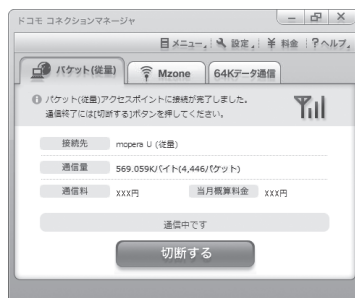 ドコモ コネクションマネージャ
メニュー 設定 ¥ 料金 ?ヘルプ
パケット(従量) Mzone 64Kデータ通信
パケット(従量)アクセスポイントに接続が完了しました。
通信終了には[切断する]ボタンを押してください。
接続先 mopera U (従量)
通信量 569.059Kバイト(4,446パケット)
通信料 xxx円 当月概算料金 xxx円
通信中です
切断する